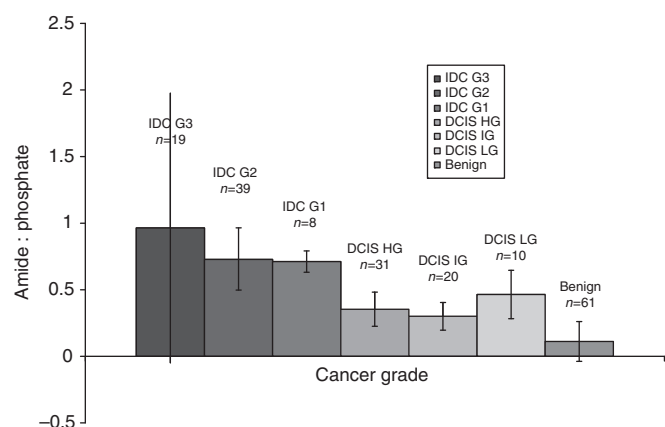 2.5
2
1.5
1
0.5
0
–0.5
Amide : phosphate
IDC G3
n=19
IDC G2
n=39
IDC G1
n=8
DCIS HG
n=31
DCIS IG
n=20
DCIS LG
n=10
Benign
n=61
IDC G3
IDC G2
IDC G1
DCIS HG
DCIS IG
DCIS LG
Benign
Cancer grade